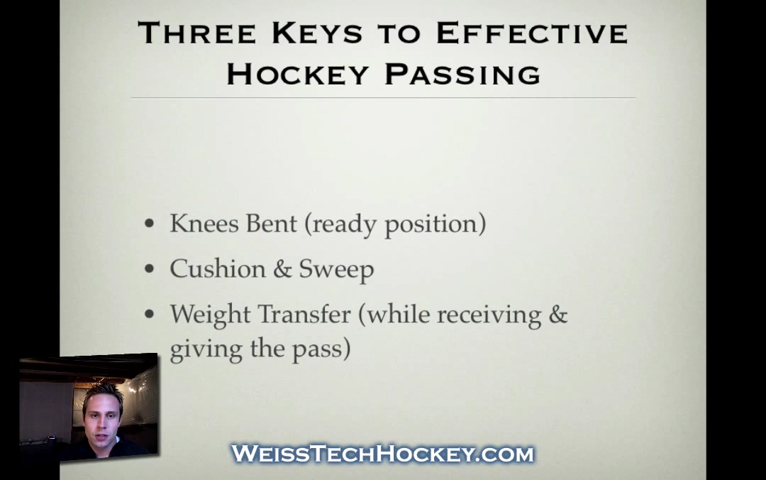 Three Keys to Effective
Hockey Passing
• Knees Bent (ready position)
• Cushion & Sweep
• Weight Transfer (while receiving &
giving the pass)
WeissTechHockey.com